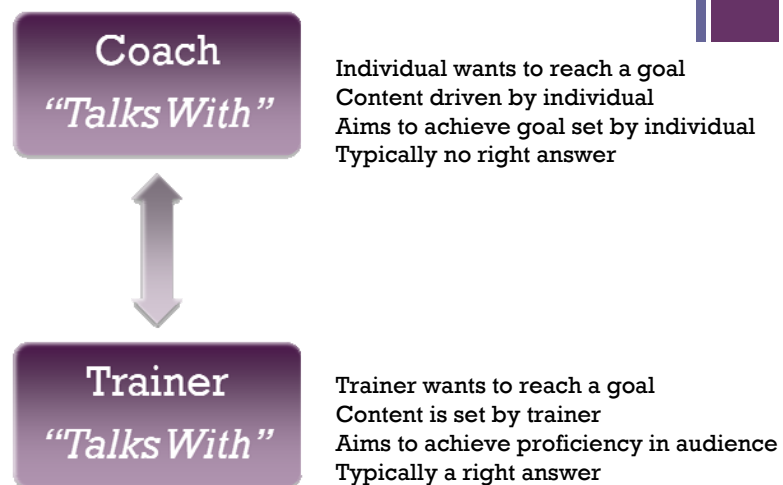 Coach
“Talks With”
Individual wants to reach a goal
Content driven by individual
Aims to achieve goal set by individual
Typically no right answer
Trainer
“Talks With”
Trainer wants to reach a goal
Content is set by trainer
Aims to achieve proficiency in audience
Typically a right answer